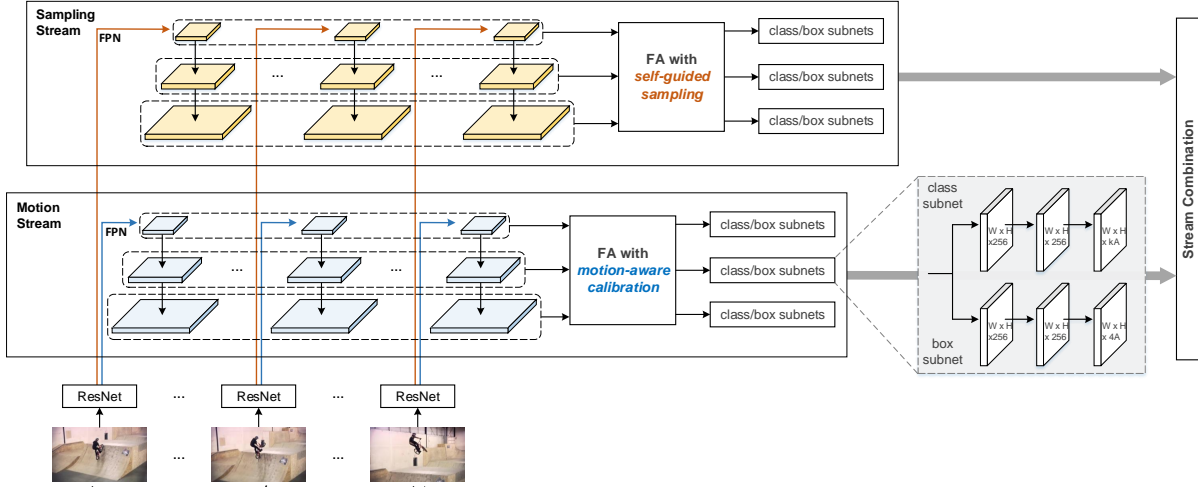 Sampling
Stream
FPN
...
...
FA with
self-guided
sampling
class/box subnets
class/box subnets
class/box subnets
Motion
Stream
FPN
...
...
FA with
motion-aware
calibration
class/box subnets
class/box subnets
class/box subnets
class
subnet
W x H
x256
W x H
x 256
W x H
x kA
box
subnet
W x H
x256
W x H
x 256
W x H
x 4A
Stream Combination
ResNet
...
ResNet
...
ResNet
...
...